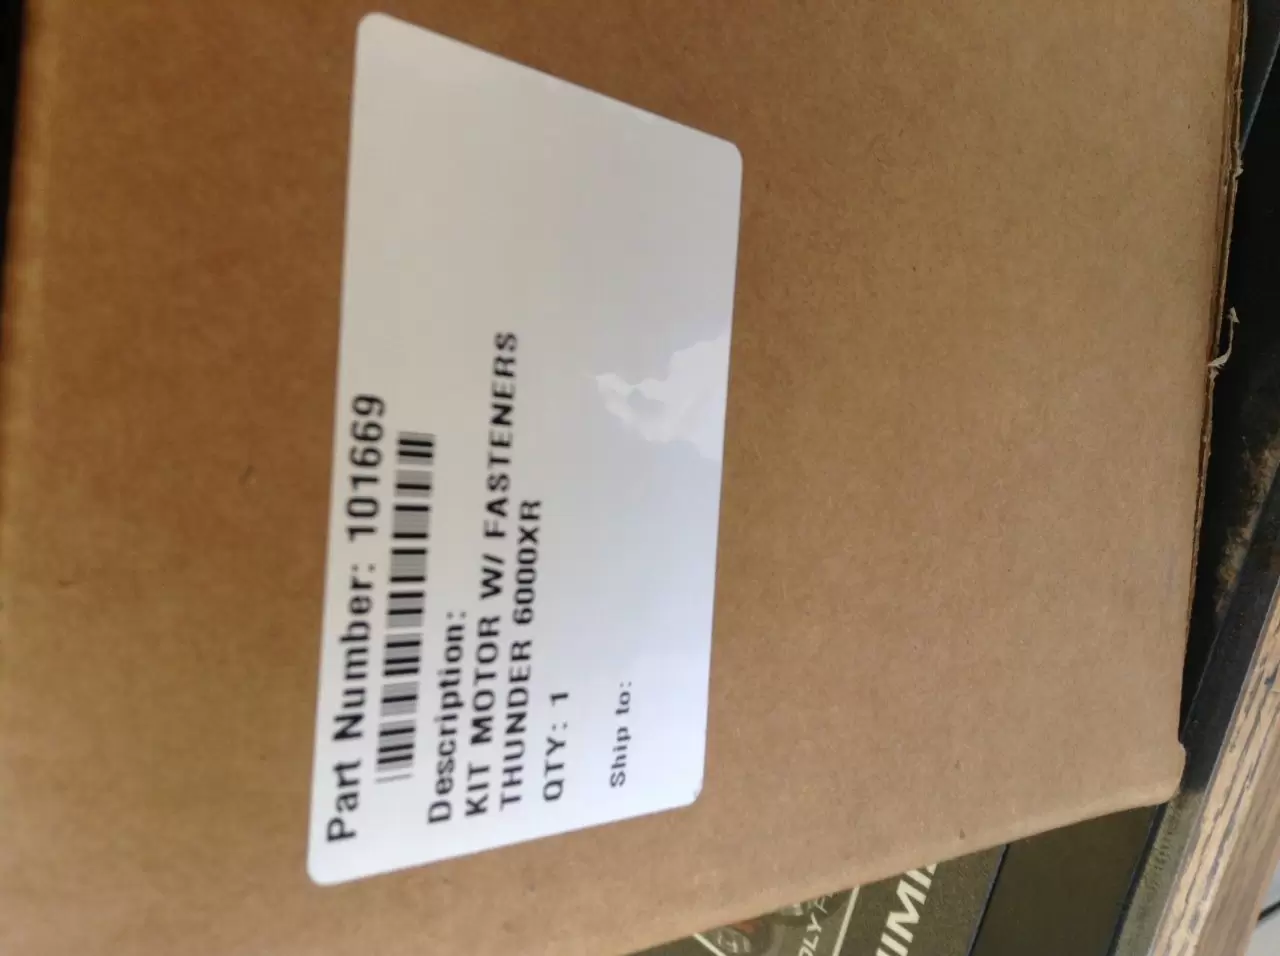 Part Number: 101669
Description:
KIT MOTOR W/ FASTENERS
THUNDER 6000XR
QTY: 1
Ship to: